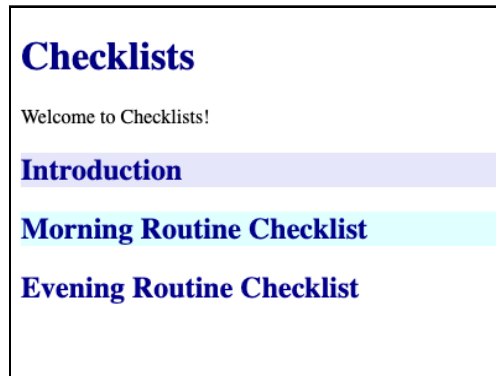 Checklists
Welcome to Checklists!
Introduction
Morning Routine Checklist
Evening Routine Checklist